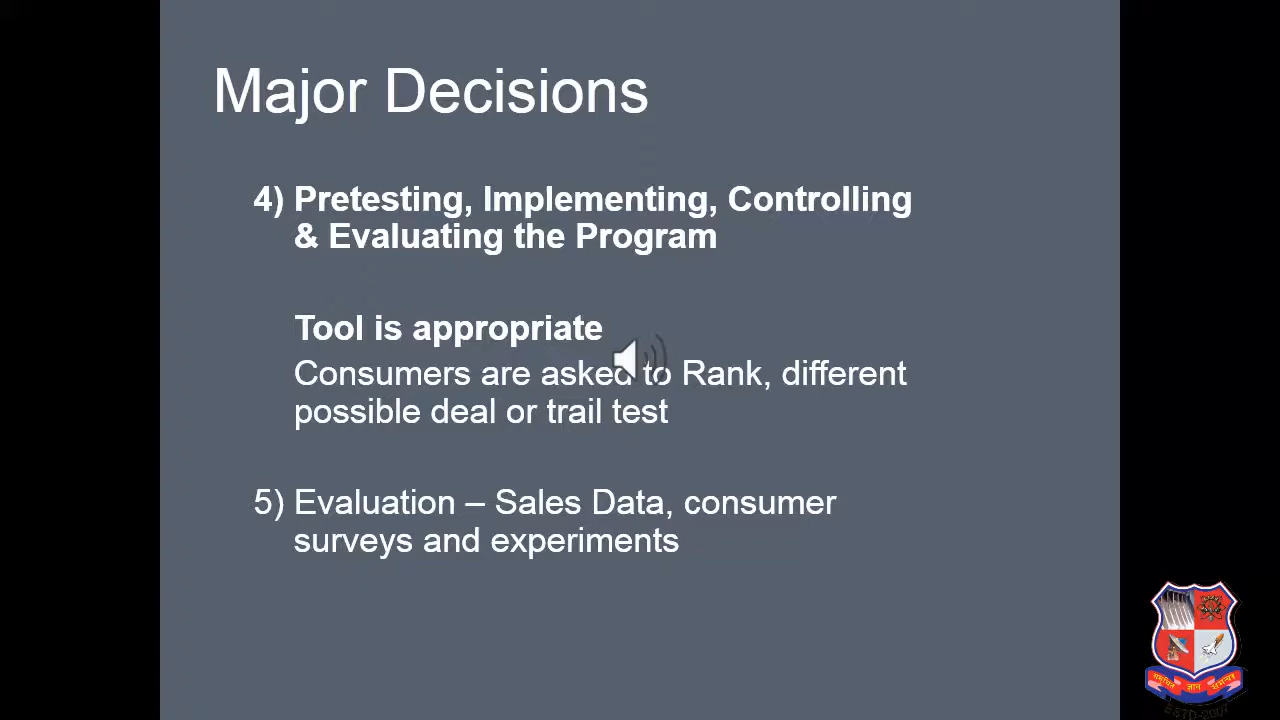 Major Decisions
4) Pretesting, Implementing, Controlling
& Evaluating the Program
Tool is appropriate
Consumers are asked to Rank, different
possible deal or trail test
5) Evaluation – Sales Data, consumer
surveys and experiments
ज्ञान